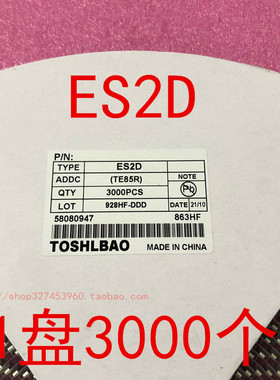 ES2D
P/N:
TYPE ES2D NOTE
ADDC (TE85R) Pb
QTY 3000PCS
LOT 928HF-DDD DATE 21/10
58080947 863HF
TOSHLBAO MADE IN CHINA
//shop327453960.taobao.com/
1盘3000个